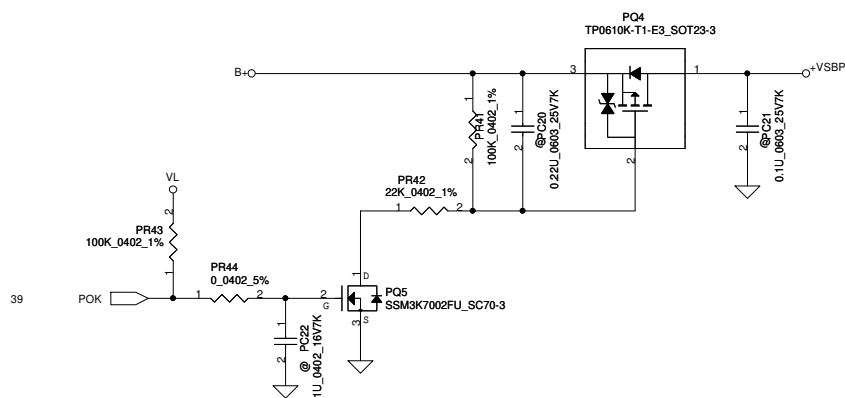 PQ4
TP0610K-T1-E3_SOT23-3
B+
3
1
+VSBP
1
PR41
100K_0402_1%
2
1
@PC20
0.22U_0603_25V7K
2
2
1
@PC21
0.1U_0603_25V7K
2
VL
PR42
22K_0402_1%
1
2
2
PR43
100K_0402_1%
1
PR44
0_0402_5%
39
POK
1
2
2
G
1
D
PQ5
SSM3K7002FU_SC70-3
3
S
1
@ PC22
1U_0402_16V7K
2